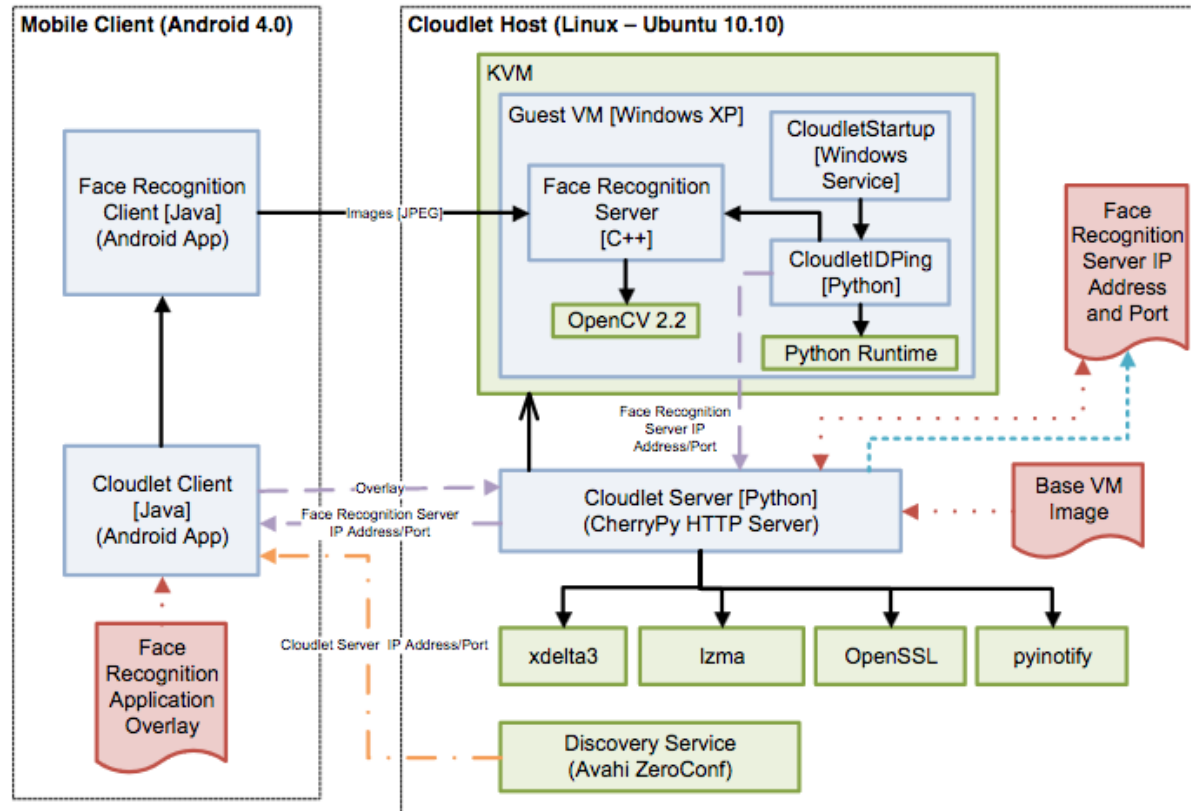 Mobile Client (Android 4.0)
Cloudlet Host (Linux – Ubuntu 10.10)
KVM
Guest VM [Windows XP]
CloudletStartup
[Windows
Service]
Face Recognition
Client [Java]
(Android App)
Images [JPEG]
Face Recognition
Server
[C++]
CloudletIDPing
[Python]
OpenCV 2.2
Python Runtime
Face
Recognition
Server IP
Address
and Port
Face Recognition
Server IP
Address/Port
Cloudlet Client
[Java]
(Android App)
Overlay
Face Recognition Server
IP Address/Port
Cloudlet Server [Python]
(CherryPy HTTP Server)
Base VM
Image
Face
Recognition
Application
Overlay
Cloudlet Server IP Address/Port
xdelta3
lzma
OpenSSL
pyinotify
Discovery Service
(Avahi ZeroConf)